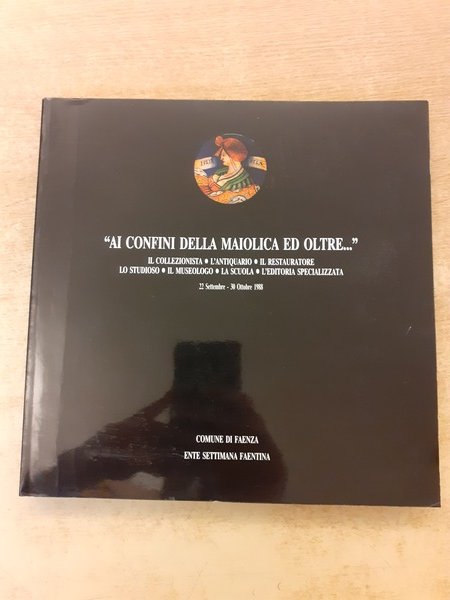 "AI CONFINI DELLA MAIOLICA ED OLTRE..."
IL COLLEZIONISTA • L'ANTIQUARIO • IL RESTAURATORE
LO STUDIOSO • IL MUSEOLOGO • LA SCUOLA • L'EDITORIA SPECIALIZZATA
22 Settembre - 30 Ottobre 1988
COMUNE DI FAENZA
ENTE SETTIMANA FAENTINA